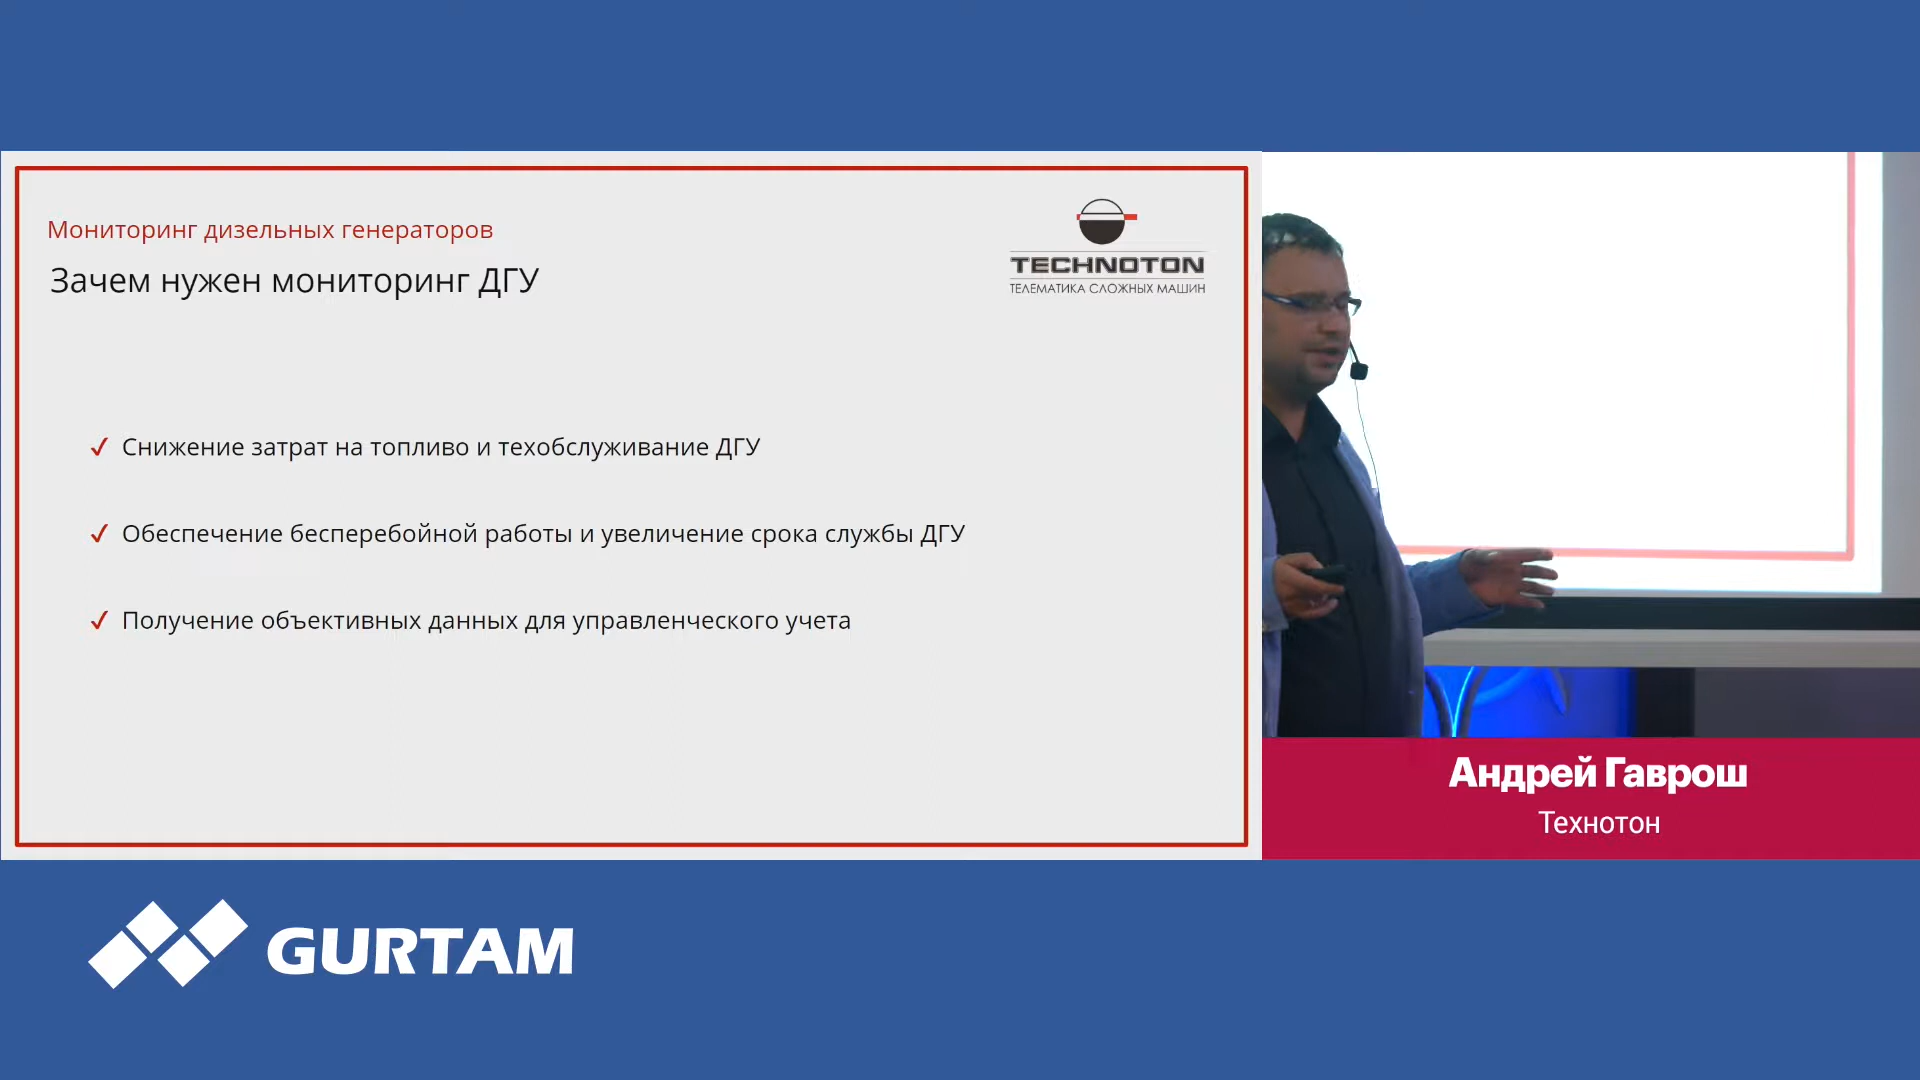 Мониторинг дизельных генераторов
Зачем нужен мониторинг ДГУ
TECHNOTON
ТЕЛЕМАТИКА СЛОЖНЫХ МАШИН
✓ Снижение затрат на топливо и техобслуживание ДГУ
✓ Обеспечение бесперебойной работы и увеличение срока службы ДГУ
✓ Получение объективных данных для управленческого учета
Андрей Гаврош
Технотон
GURTAM